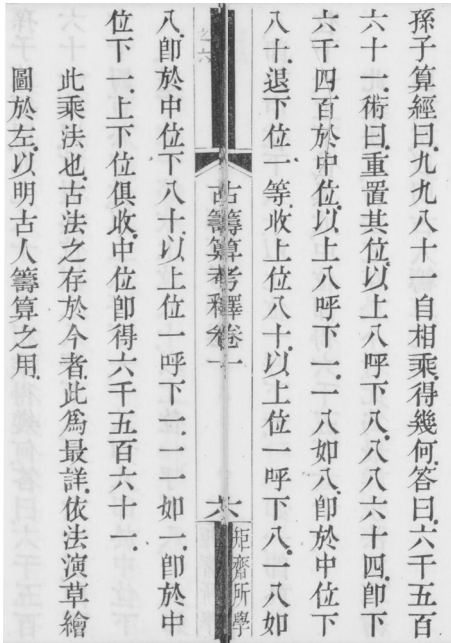 孫子算經曰九九八十一自相乘得幾何答曰六千五百
六十一術曰重置其位以上八呼下八八八六十四卽下
六千四百於中位以上八呼下一一八如八卽於中位下
八十退下位一等收上位八十以上位一呼下八一八如
古籌算考釋卷一
六
矩齋所學
八卽於中位下八十以上位一呼下一一一如一卽於中
位下一上下位俱收中位卽得六千五百六十一
此乘法也古法之存於今者此爲最詳依法演草繪
圖於左以明古人籌算之用